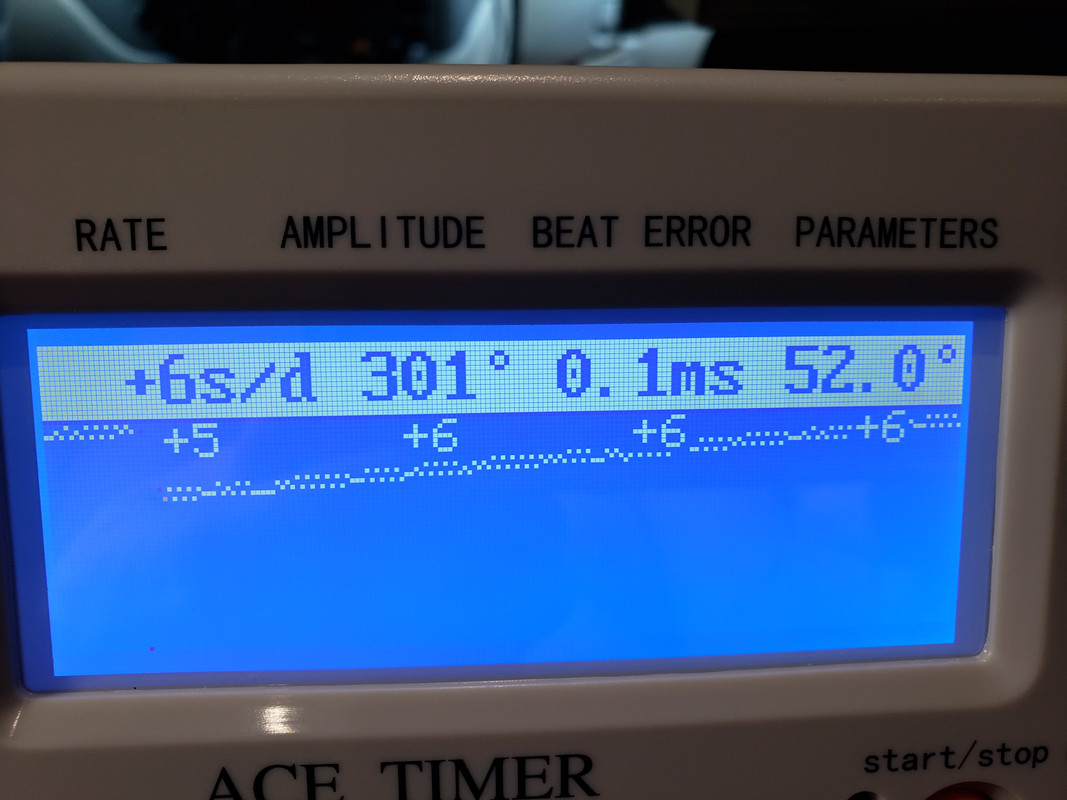 RATE AMPLITUDE BEAT ERROR PARAMETERS
+6s/d 301° 0.1ms 52.0°
+5 +6 +6 +6
ACE TIMER
start/stop